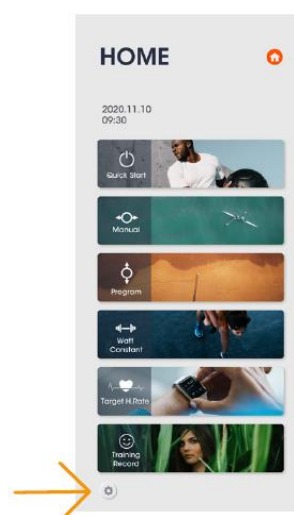 HOME
2020.11.10
09:30
Quick Start
Manual
Program
Watt
Constant
Target H.Rate
Training
Record